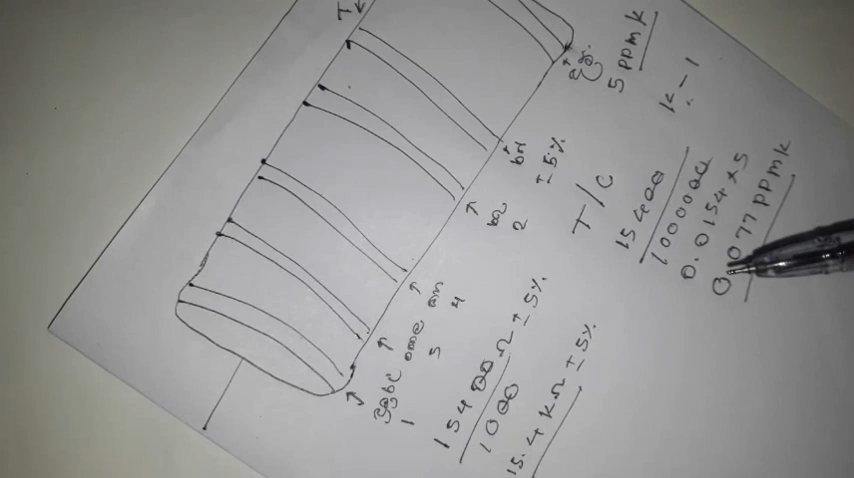 T
1 5 4 2 ± 5%
5 ppmk
15400 Ω ± 5%
1000
15.4 KΩ ± 5%
T/C
K-1
15400
1000000
0.0154 x 5
0.077 ppmk